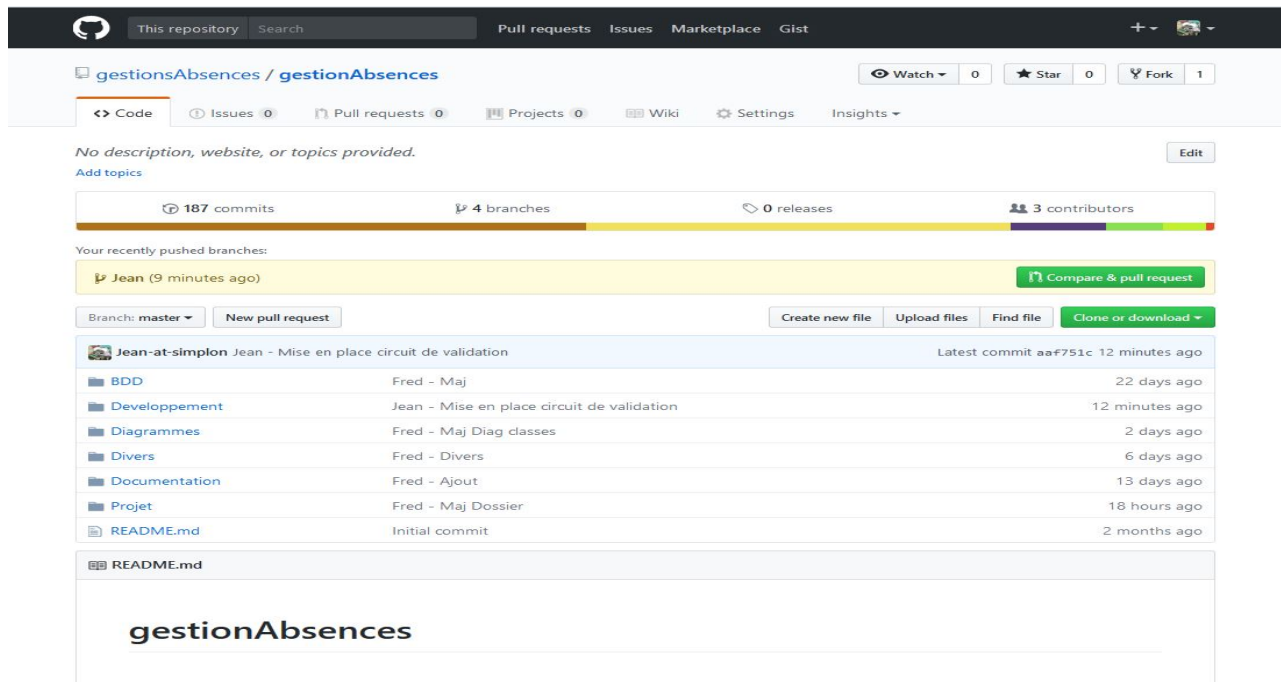 This repository Search Pull requests Issues Marketplace Gist
gestionsAbsences / gestionAbsences Watch 0 Star 0 Fork 1
Code Issues 0 Pull requests 0 Projects 0 Wiki Settings Insights
No description, website, or topics provided. Edit
Add topics
187 commits 4 branches 0 releases 3 contributors
Your recently pushed branches:
Jean (9 minutes ago) Compare & pull request
Branch: master New pull request Create new file Upload files Find file Clone or download
Jean-at-simplon Jean - Mise en place circuit de validation Latest commit aaf751c 12 minutes ago
BDD Fred - Maj 22 days ago
Developpement Jean - Mise en place circuit de validation 12 minutes ago
Diagrammes Fred - Maj Diag classes 2 days ago
Divers Fred - Divers 6 days ago
Documentation Fred - Ajout 13 days ago
Projet Fred - Maj Dossier 18 hours ago
README.md Initial commit 2 months ago
README.md
gestionAbsences